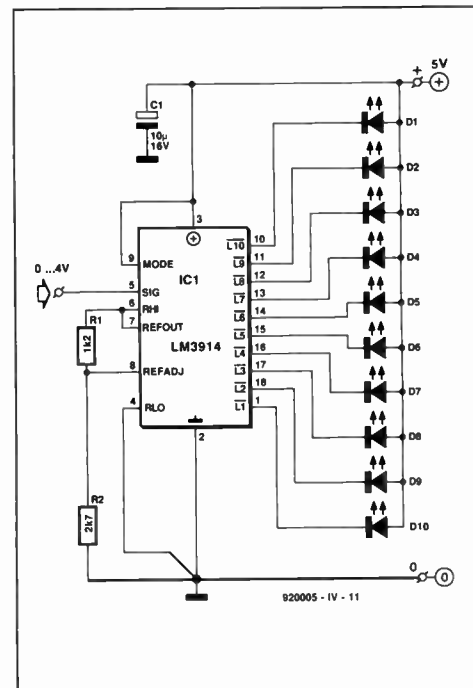 + 5V
C1
10µ
16V
D1
D2
D3
D4
D5
D6
D7
D8
D9
D10
3
9 MODE
IC1
LM3914
0 ...4V
5 SIG
6 RHI
7 REFOUT
8 REFADJ
4 RLO
2
R1
1k2
R2
2k7
L10 10
L9 11
L8 12
L7 13
L6 14
L5 15
L4 16
L3 17
L2 18
L1 1
0 0
920005 - IV - 11